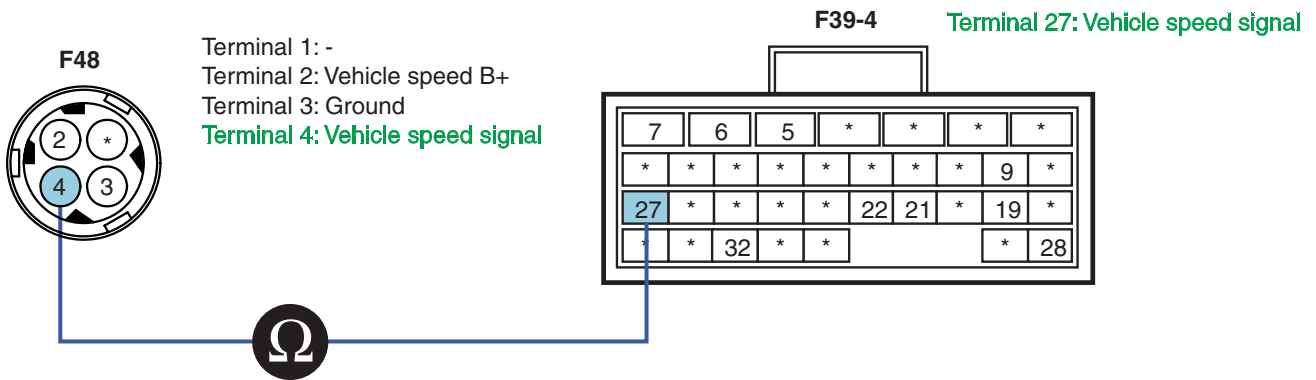 F39-4
Terminal 27: Vehicle speed signal
F48
Terminal 1: -
Terminal 2: Vehicle speed B+
Terminal 3: Ground
Terminal 4: Vehicle speed signal
2 *
4 3
7 6 5 * * * *
* * * * * * * * 9 *
27 * * * * 22 21 * 19 *
* * 32 * * * 28
Ω